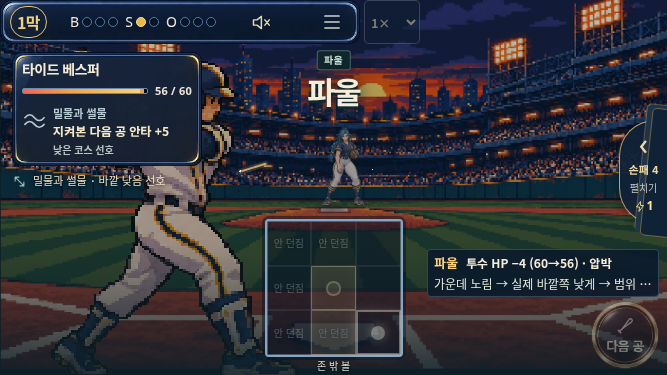 1막 B S O 1×
타이드 베스퍼
56 / 60
밀물과 썰물
지켜본 다음 공 안타 +5
낮은 코스 선호
밀물과 썰물 · 바깥 낮음 선호
파울
파울
손패 4
펼치기
1
안 던짐 안 던짐
안 던짐
안 던짐 안 던짐
존 밖 볼
파울 투수 HP −4 (60→56) · 압박
가운데 노림 → 실제 바깥쪽 낮게 → 범위 ⋯
다음 공